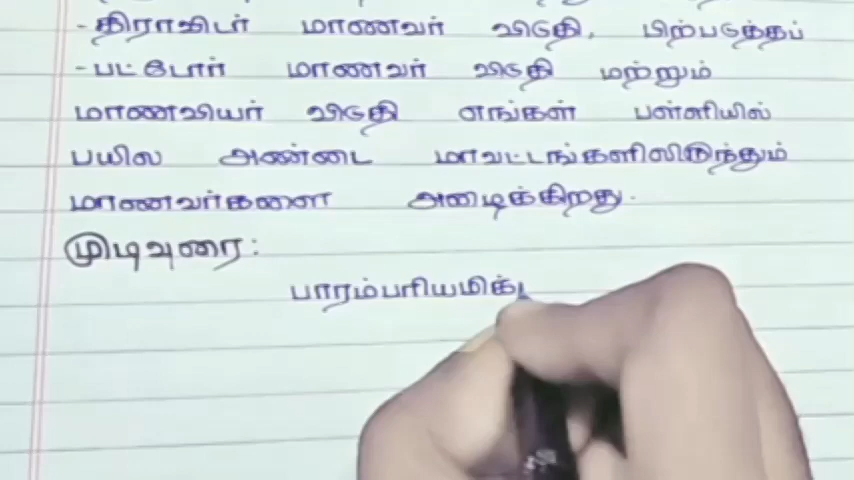 -திராவிடர் மாணவர் விடுதி, பிற்படுத்தப்
-பட்டோர் மாணவர் விடுதி மற்றும்
மாணவியர் விடுதி எங்கள் பள்ளியில்
பயில அண்டை மாவட்டங்களிலிருந்தும்
மாணவர்களை அழைக்கிறது.
முடிவுரை:
பாரம்பரியமிக்